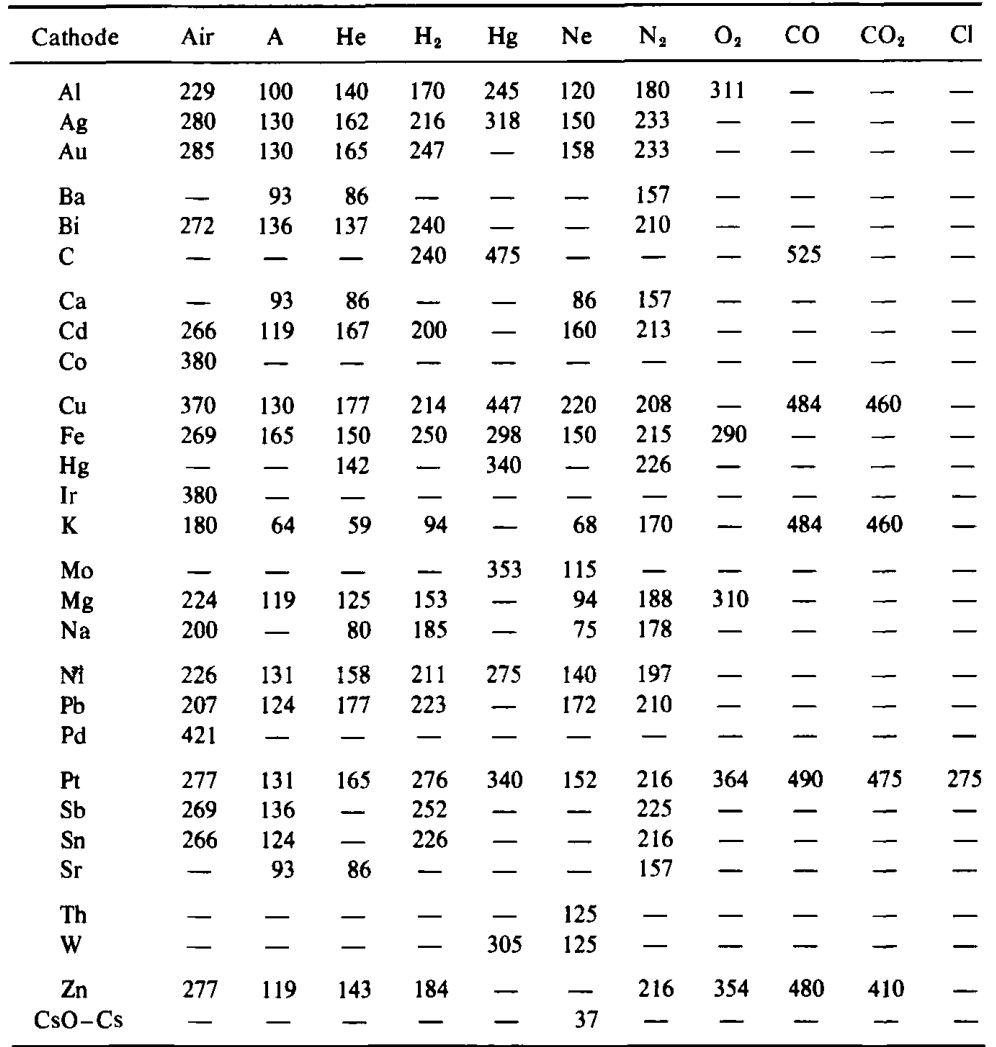 Cathode Air A He H₂ Hg Ne N₂ O₂ CO CO₂ Cl
Al 229 100 140 170 245 120 180 311 — — —
Ag 280 130 162 216 318 150 233 — — — —
Au 285 130 165 247 — 158 233 — — — —
Ba — 93 86 — — — 157 — — — —
Bi 272 136 137 240 — — 210 — — — —
C — — — 240 475 — — — 525 — —
Ca — 93 86 — — 86 157 — — — —
Cd 266 119 167 200 — 160 213 — — — —
Co 380 — — — — — — — — — —
Cu 370 130 177 214 447 220 208 — 484 460 —
Fe 269 165 150 250 298 150 215 290 — — —
Hg — — 142 — 340 — 226 — — — —
Ir 380 — — — — — — — — — —
K 180 64 59 94 — 68 170 — 484 460 —
Mo — — — — 353 115 — — — — —
Mg 224 119 125 153 — 94 188 310 — — —
Na 200 — 80 185 — 75 178 — — — —
Ni 226 131 158 211 275 140 197 — — — —
Pb 207 124 177 223 — 172 210 — — — —
Pd 421 — — — — — — — — — —
Pt 277 131 165 276 340 152 216 364 490 475 275
Sb 269 136 — 252 — — 225 — — — —
Sn 266 124 — 226 — — 216 — — — —
Sr — 93 86 — — — 157 — — — —
Th — — — — — 125 — — — — —
W — — — — 305 125 — — — — —
Zn 277 119 143 184 — — 216 354 480 410 —
CsO–Cs — — — — — 37 — — — — —